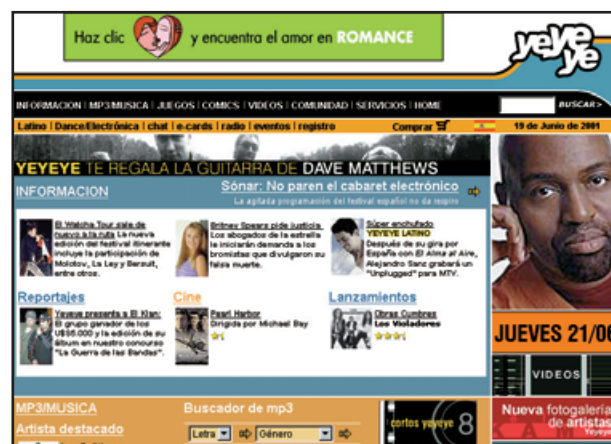 Haz clic y encuentra el amor en ROMANCE
yeyeye
INFORMACION | MP3/MUSICA | JUEGOS | COMICS | VIDEOS | COMUNIDAD | SERVICIOS | HOME
BUSCAR>
Latino | Dance/Electrónica | chat | e-cards | radio | eventos | registro
Comprar
19 de Junio de 2001
YEYEYE TE REGALA LA GUITARRA DE DAVE MATTHEWS
INFORMACION
Sónar: No paren el cabaret electrónico
La agitada programación del festival español no da respiro
El Watcha Tour sale de
nuevo a la ruta La nueva
edición del festival itinerante
incluye la participación de
Molotov, La Ley y Bersuit,
entre otros.
Britney Spears pide justicia
Los abogados de la estrella
le iniciarán demanda a los
bromistas que divulgaron su
falsa muerte.
Súper enchufado
YEYEYE LATINO
Después de su gira por
España con El Alma al Aire,
Alejandro Sanz grabará un
"Unplugged" para MTV.
Reportajes
Yeyeye presenta a El Klan:
El grupo ganador de los
U$S5.000 y la edición de su
álbum en nuestro concurso
"La Guerra de las Bandas".
Cine
Pearl Harbor
Dirigida por Michael Bay
Lanzamientos
Obras Cumbres
Los Violadores
JUEVES 21/06
VIDEOS
MP3/MUSICA
Artista destacado
Buscador de mp3
Letra
Género
cortos yeyeye 8
Nueva fotogalería
de artistas
Yeyeye